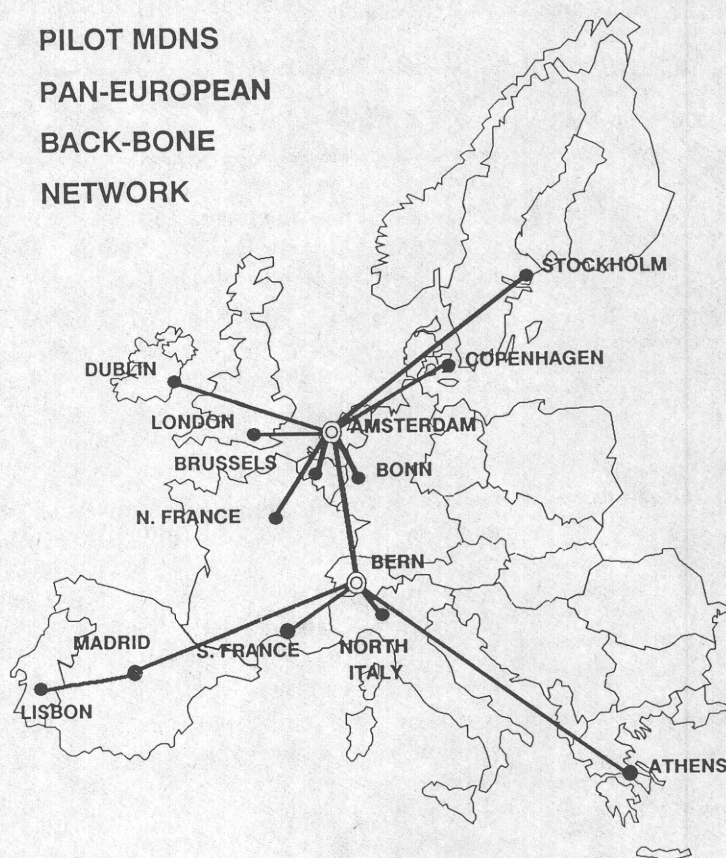 PILOT MDNS
PAN-EUROPEAN
BACK-BONE
NETWORK
STOCKHOLM
COPENHAGEN
DUBLIN
LONDON
AMSTERDAM
BRUSSELS
BONN
N. FRANCE
BERN
MADRID
S. FRANCE
NORTH
ITALY
LISBON
ATHENS